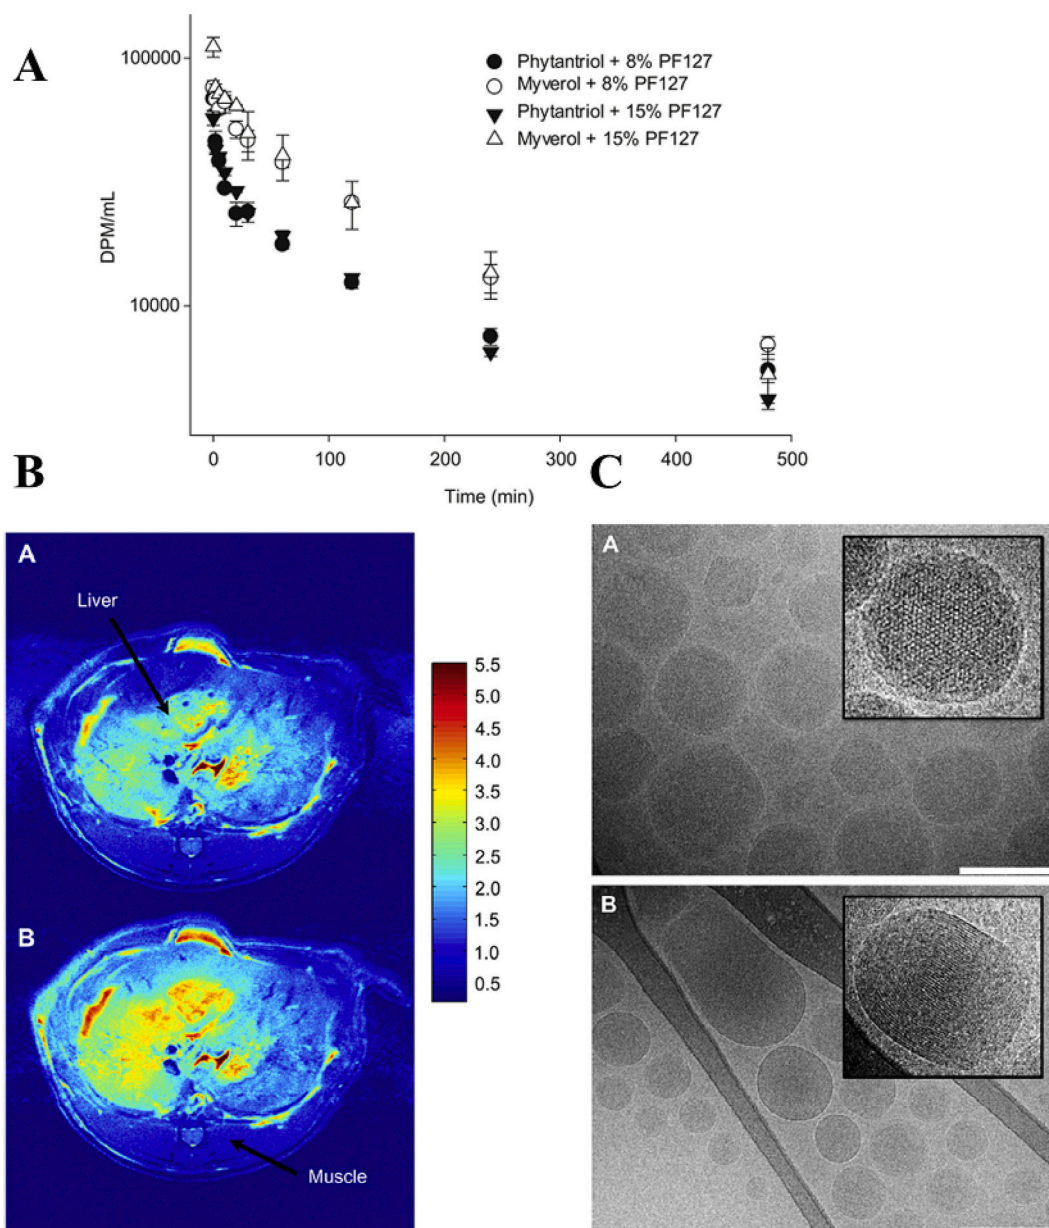 A
100000
10000
DPM/mL
Phytantriol + 8% PF127
Myverol + 8% PF127
Phytantriol + 15% PF127
Myverol + 15% PF127
0
100
200
300
400
500
Time (min)
B
A
Liver
B
Muscle
5.5
5.0
4.5
4.0
3.5
3.0
2.5
2.0
1.5
1.0
0.5
C
A
B